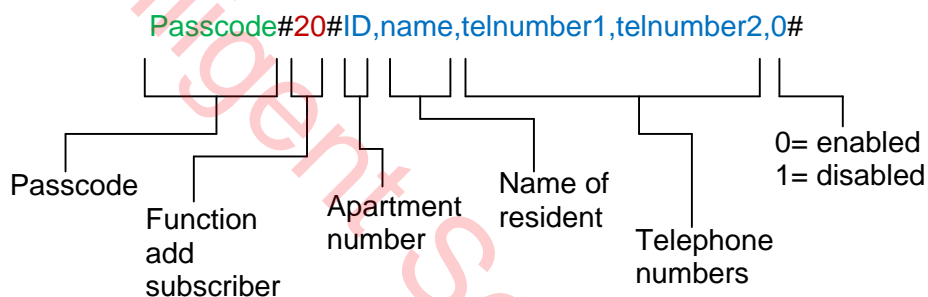 Passcode#20#ID,name,telnumber1,telnumber2,0#
Passcode
Function
add
subscriber
Apartment
number
Name of
resident
Telephone
numbers
0= enabled
1= disabled